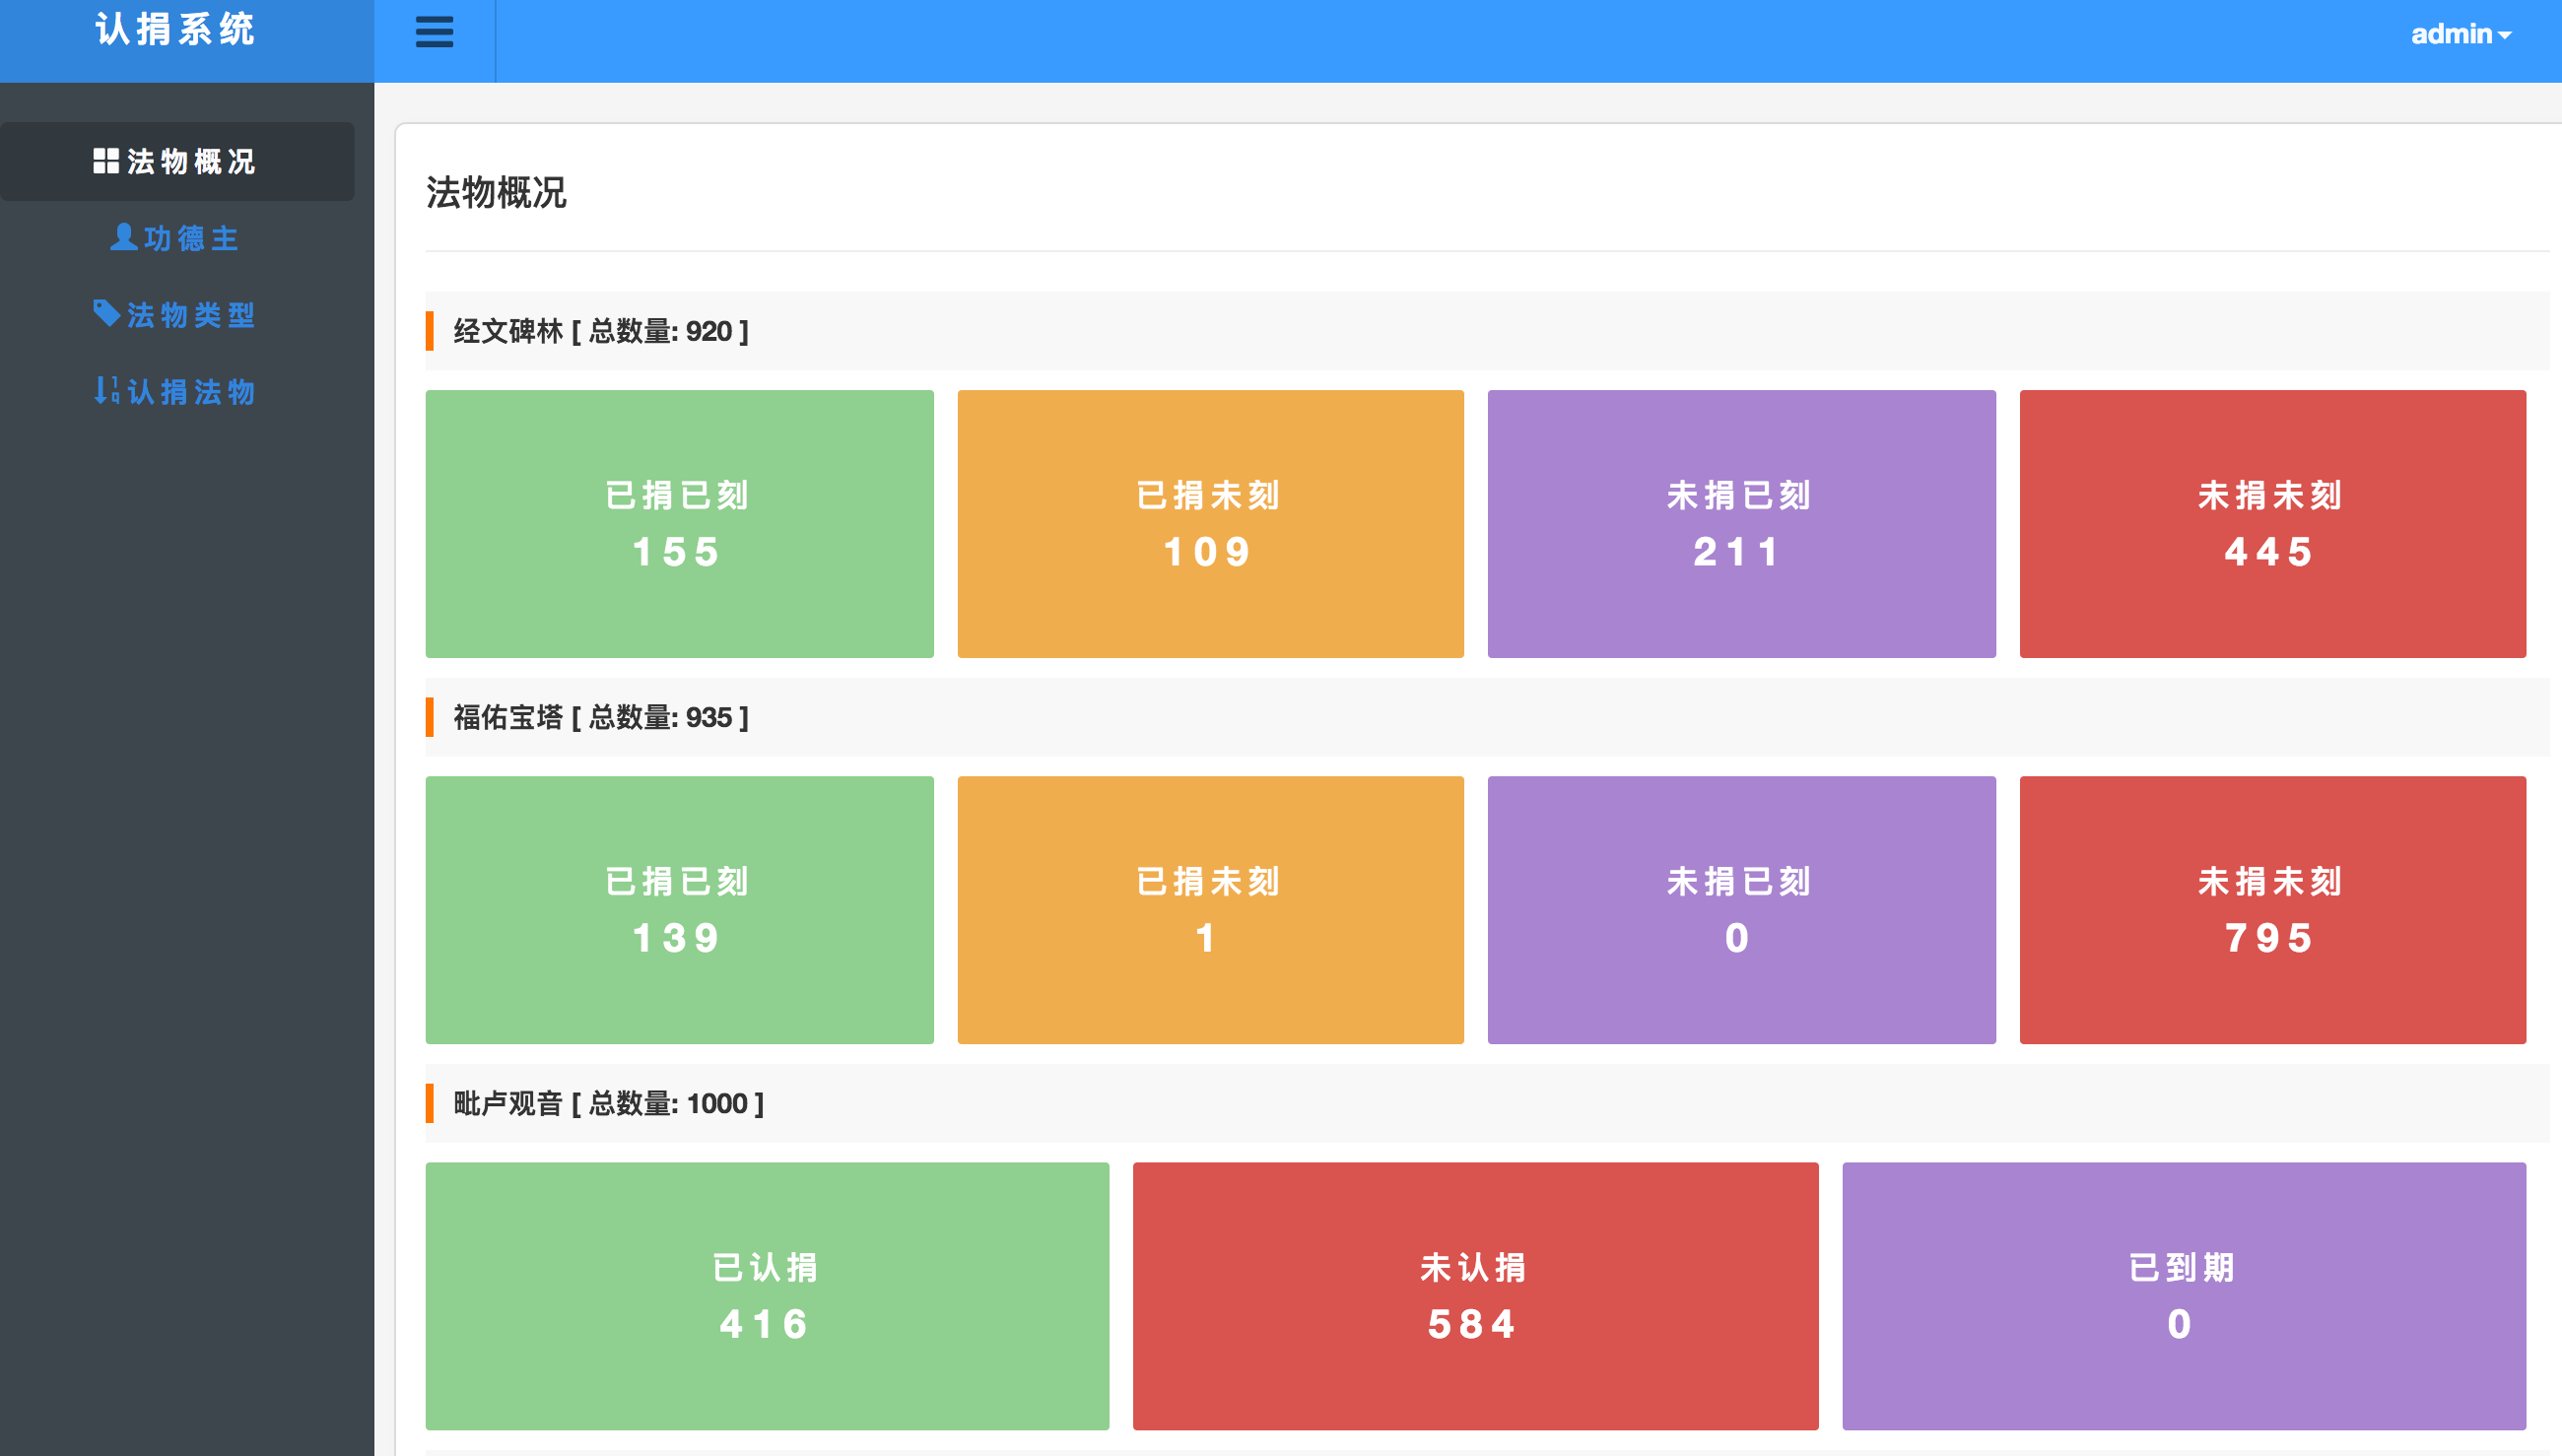 认捐系统
admin
法物概况
功德主
法物类型
认捐法物
法物概况
经文碑林 [ 总数量: 920 ]
已捐已刻
155
已捐未刻
109
未捐已刻
211
未捐未刻
445
福佑宝塔 [ 总数量: 935 ]
已捐已刻
139
已捐未刻
1
未捐已刻
0
未捐未刻
795
毗卢观音 [ 总数量: 1000 ]
已认捐
416
未认捐
584
已到期
0